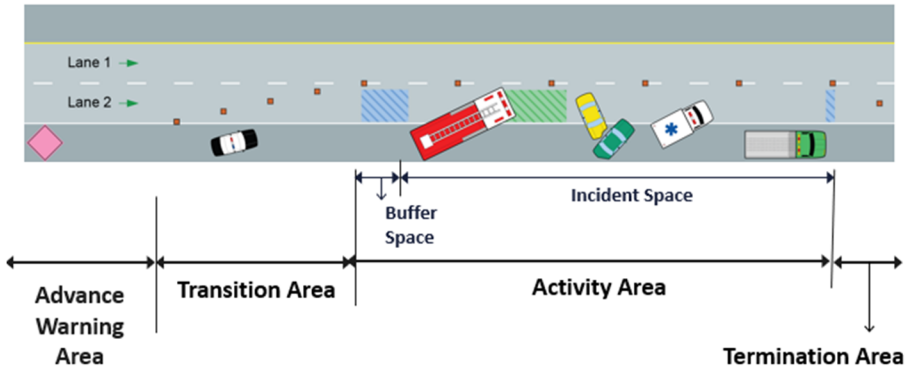 Lane 1
Lane 2
Incident Space
Buffer
Space
Advance
Warning
Area
Transition Area
Activity Area
Termination Area